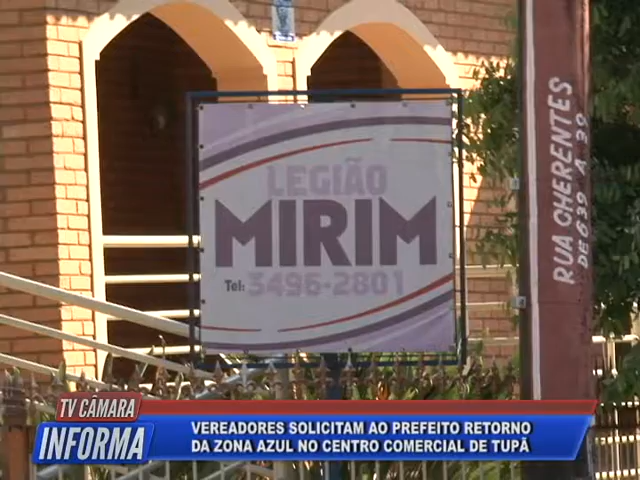 LEGIÃO
MIRIM
Tel: 3496-2801
RUA CHERENTES
DE 639 A 39
TV CÂMARA
INFORMA
VEREADORES SOLICITAM AO PREFEITO RETORNO
DA ZONA AZUL NO CENTRO COMERCIAL DE TUPÃ